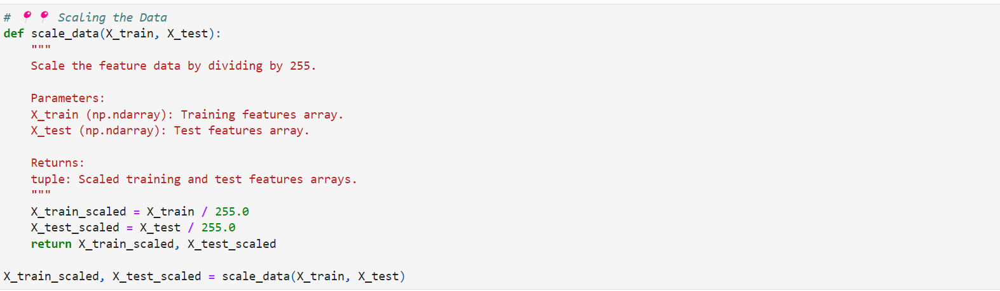 # 📍📍 Scaling the Data
def scale_data(X_train, X_test):
    """
    Scale the feature data by dividing by 255.

    Parameters:
    X_train (np.ndarray): Training features array.
    X_test (np.ndarray): Test features array.

    Returns:
    tuple: Scaled training and test features arrays.
    """
    X_train_scaled = X_train / 255.0
    X_test_scaled = X_test / 255.0
    return X_train_scaled, X_test_scaled

X_train_scaled, X_test_scaled = scale_data(X_train, X_test)